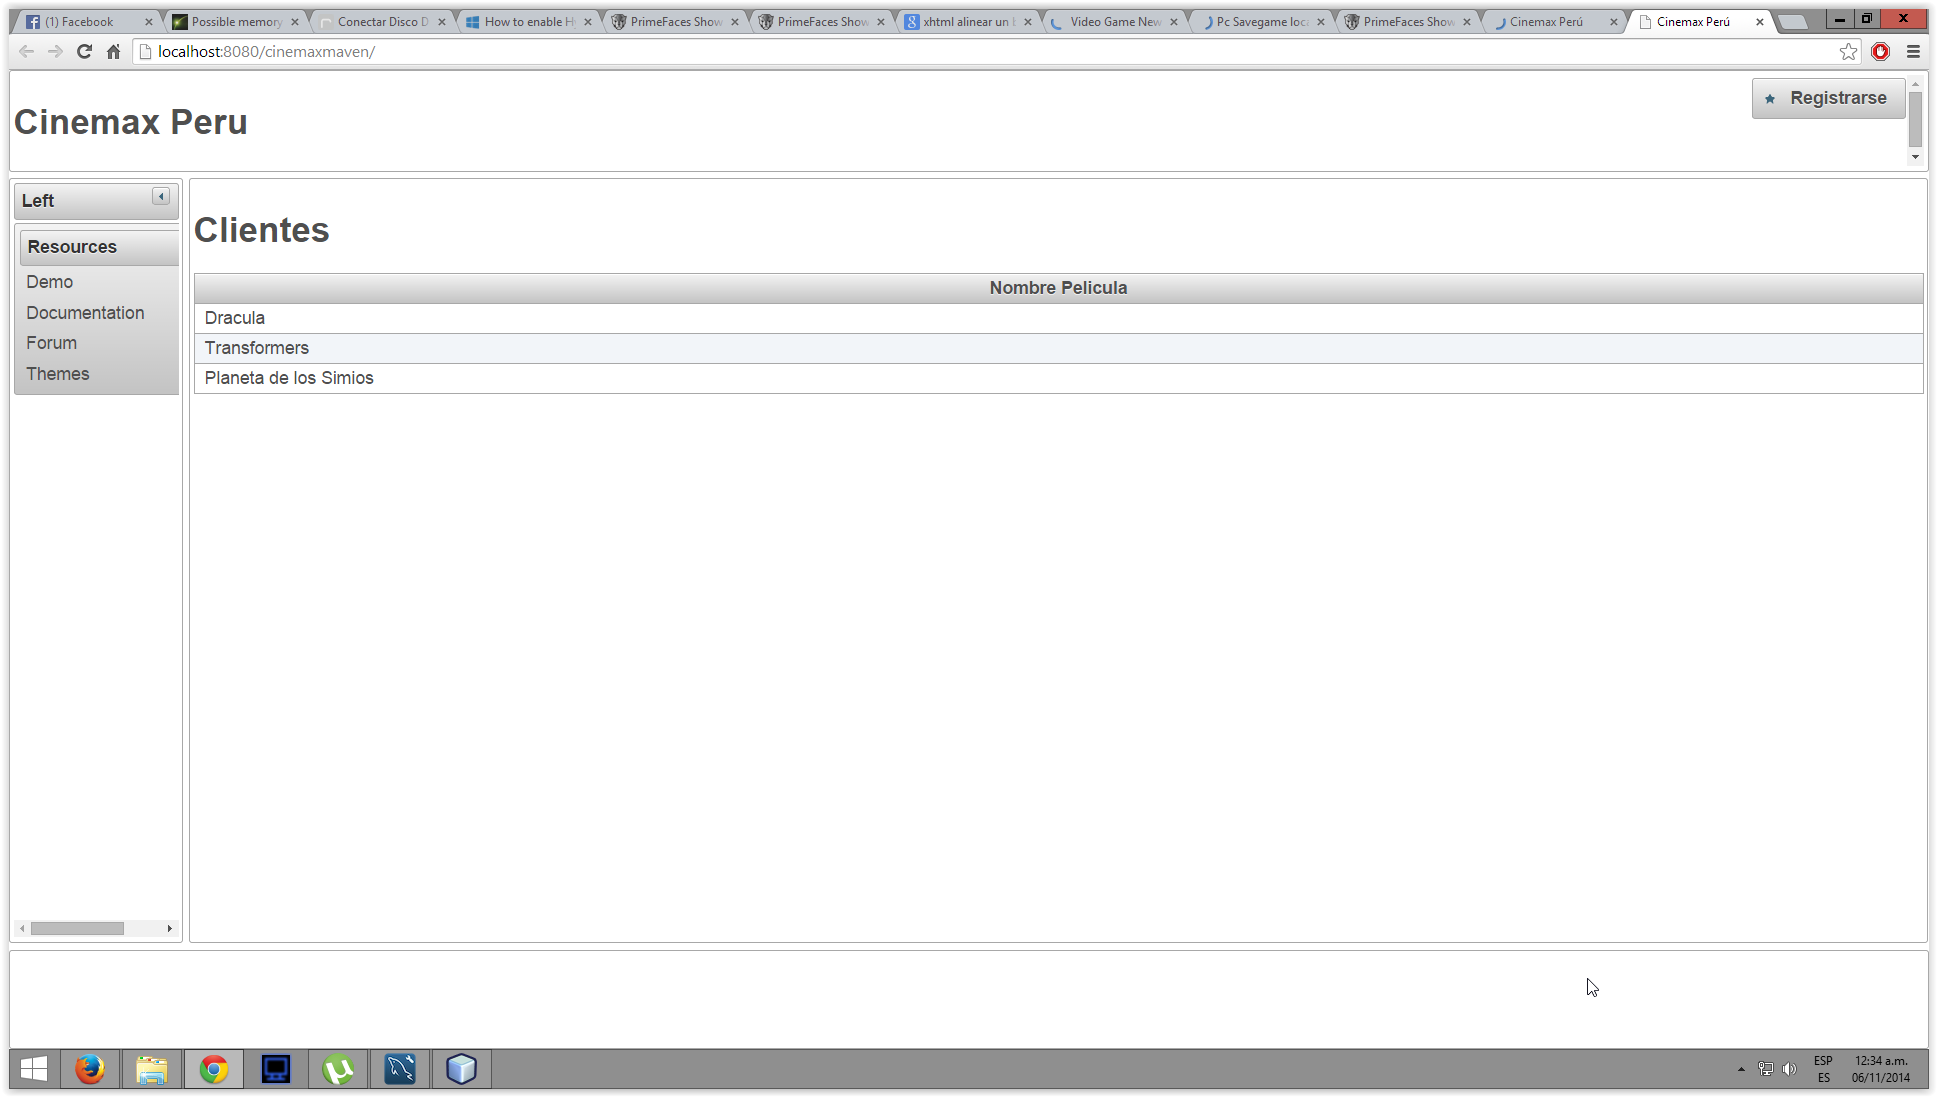 (1) Facebook
Possible memory
Conectar Disco D
How to enable Hy
PrimeFaces Show
PrimeFaces Show
xhtml alinear un b
Video Game New
Pc Savegame loca
PrimeFaces Show
Cinemax Perú
Cinemax Perú
localhost:8080/cinemaxmaven/
Cinemax Peru
Registrarse
Left
Resources
Demo
Documentation
Forum
Themes
Clientes
Nombre Pelicula
Dracula
Transformers
Planeta de los Simios
ESP
ES
12:34 a.m.
06/11/2014